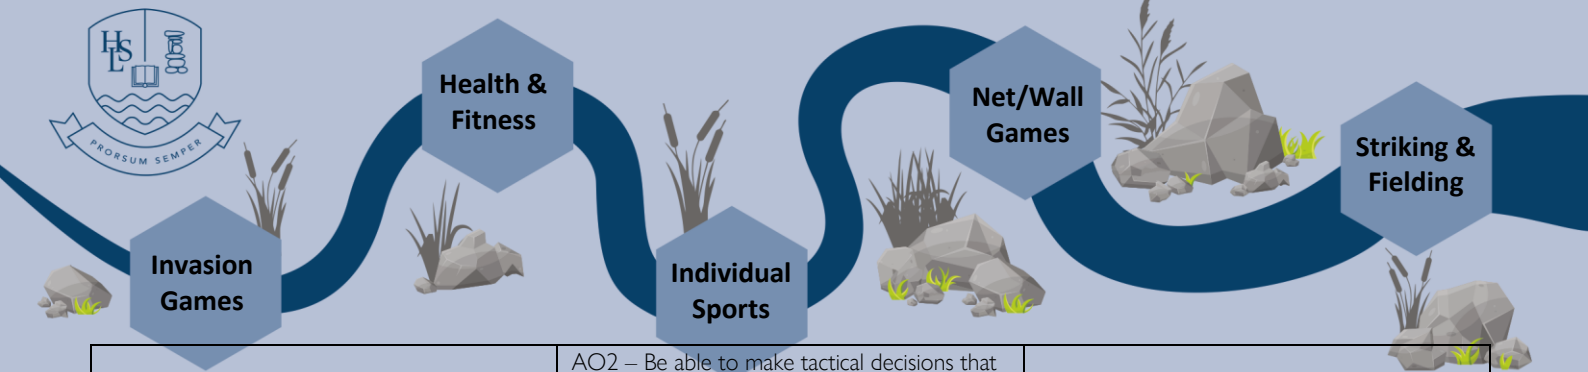 HLS
PRORSUM SEMPER
Health &
Fitness
Net/Wall
Games
Striking &
Fielding
Invasion
Games
Individual
Sports
AO2 – Be able to make tactical decisions that